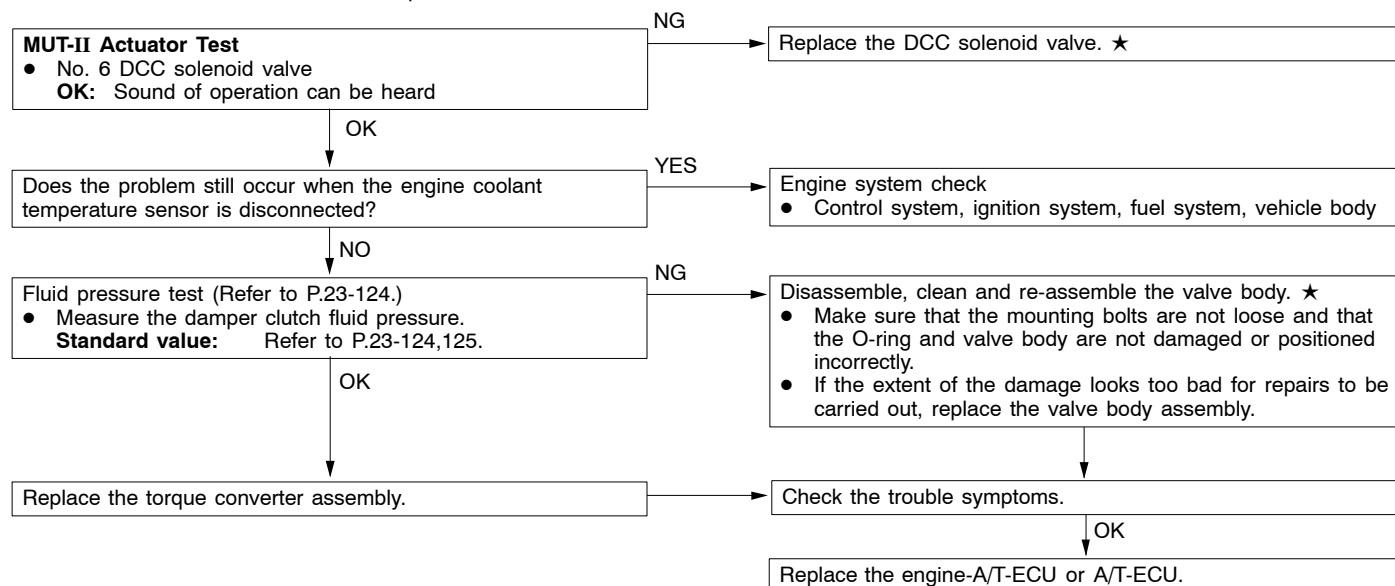 MUT-II Actuator Test
● No. 6 DCC solenoid valve
OK: Sound of operation can be heard
NG
Replace the DCC solenoid valve. ★
OK
Does the problem still occur when the engine coolant
temperature sensor is disconnected?
YES
Engine system check
● Control system, ignition system, fuel system, vehicle body
NO
Fluid pressure test (Refer to P.23-124.)
● Measure the damper clutch fluid pressure.
Standard value: Refer to P.23-124,125.
NG
Disassemble, clean and re-assemble the valve body. ★
● Make sure that the mounting bolts are not loose and that
the O-ring and valve body are not damaged or positioned
incorrectly.
● If the extent of the damage looks too bad for repairs to be
carried out, replace the valve body assembly.
OK
Replace the torque converter assembly.
Check the trouble symptoms.
OK
Replace the engine-A/T-ECU or A/T-ECU.